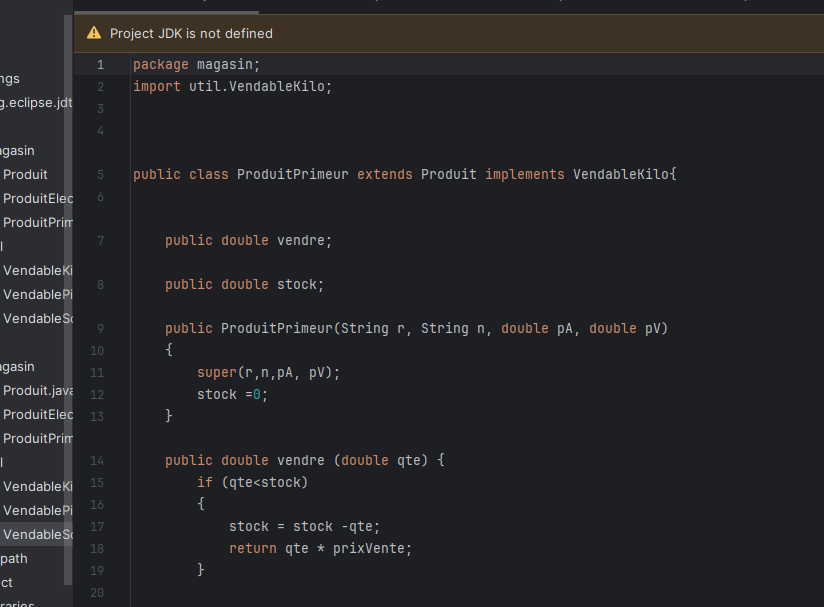 Project JDK is not defined
ngs
g.eclipse.jdt
agasin
Produit
ProduitElec
ProduitPrim
l
VendableKi
VendablePi
VendableSo
agasin
Produit.java
ProduitElec
ProduitPrim
l
VendableKi
VendablePi
VendableSo
path
ct
raries
1 package magasin;
2 import util.VendableKilo;
3
4
5 public class ProduitPrimeur extends Produit implements VendableKilo{
6
7 public double vendre;
8 public double stock;
9 public ProduitPrimeur(String r, String n, double pA, double pV)
10 {
11 super(r,n,pA, pV);
12 stock =0;
13 }
14 public double vendre (double qte) {
15 if (qte<stock)
16 {
17 stock = stock -qte;
18 return qte * prixVente;
19 }
20